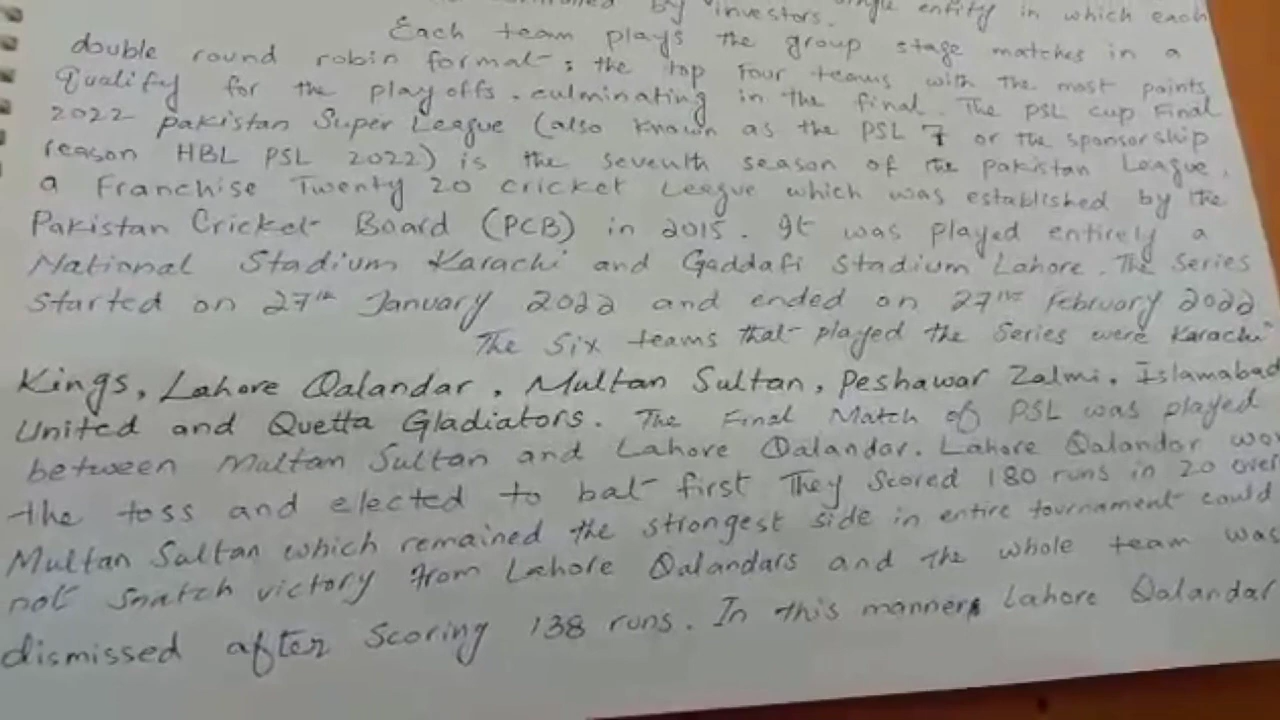 by investors. single entity in which each
Each team plays the group stage matches in a
double round robin format; the top Four teams with the most points
Qualify for the playoffs. culminating in the final. The PSL cup Final
2022 pakistan Super League (also known as the PSL 7 or the sponsorship
reason HBL PSL 2022) is the seventh season of the pakistan League,
a Franchise Twenty 20 cricket League which was established by the
Pakistan Cricket Board (PCB) in 2015. It was played entirely a
National Stadium Karachi and Gaddafi Stadium Lahore. The Series
Started on 27th January 2022 and ended on 27th February 2022
The Six teams that played the Series were Karachi
Kings, Lahore Qalandar, Multan Sultan, Peshawar Zalmi, Islamabad
United and Quetta Gladiators. The Final Match of PSL was played
between Multan Sultan and Lahore Qalandar. Lahore Qalandar won
the toss and elected to bat first They Scored 180 runs in 20 over
Multan Sultan which remained the strongest side in entire tournament could
not snatch victory from Lahore Qalandars and the whole team was
dismissed after Scoring 138 runs. In this manner Lahore Qalandar